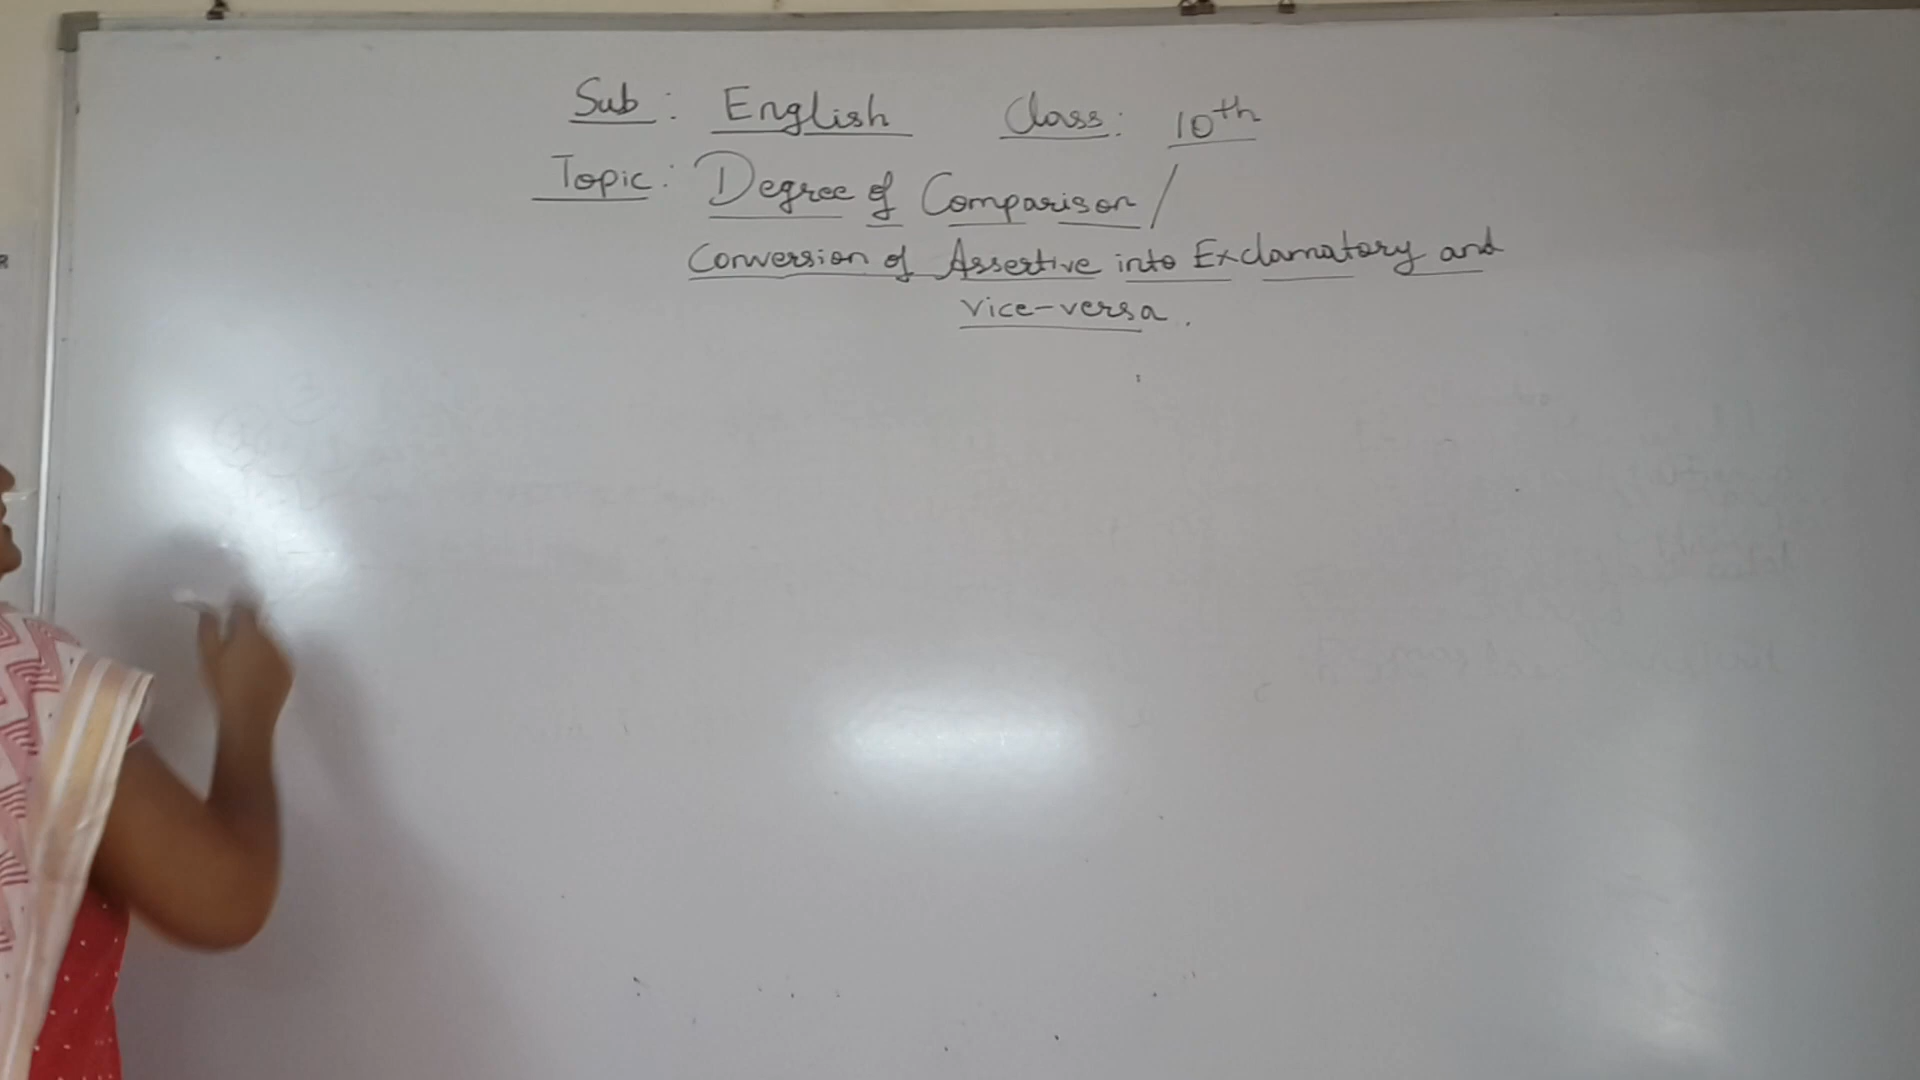 Sub: English Class: 10th
Topic: Degree of Comparison/
Conversion of Assertive into Exclamatory and
vice-versa.